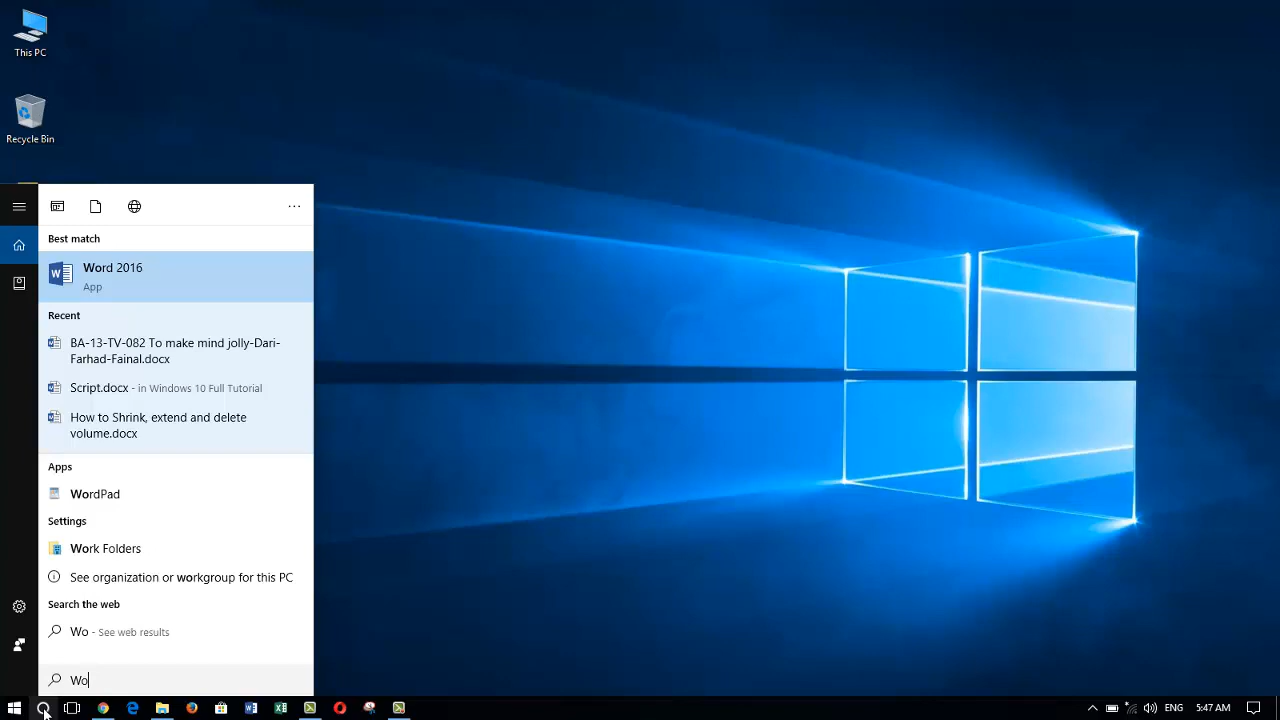 This PC
Recycle Bin
...
Best match
Word 2016
App
Recent
BA-13-TV-082 To make mind jolly-Dari-
Farhad-Fainal.docx
Script.docx - in Windows 10 Full Tutorial
How to Shrink, extend and delete
volume.docx
Apps
WordPad
Settings
Work Folders
See organization or workgroup for this PC
Search the web
Wo - See web results
Wo
ENG 5:47 AM